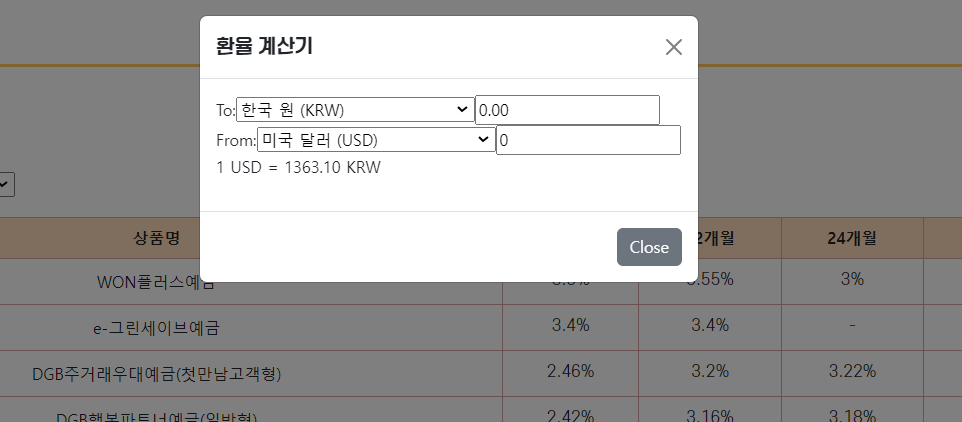 환율 계산기
To: 한국 원 (KRW) 0.00
From: 미국 달러 (USD) 0
1 USD = 1363.10 KRW
Close
상품명 2개월 24개월
WON플러스예금 .55% 3%
e-그린세이브예금 3.4% 3.4% -
DGB주거래우대예금(첫만남고객형) 2.46% 3.2% 3.22%
DGB행복파트너예금(일반형) 2.42% 3.16% 3.18%